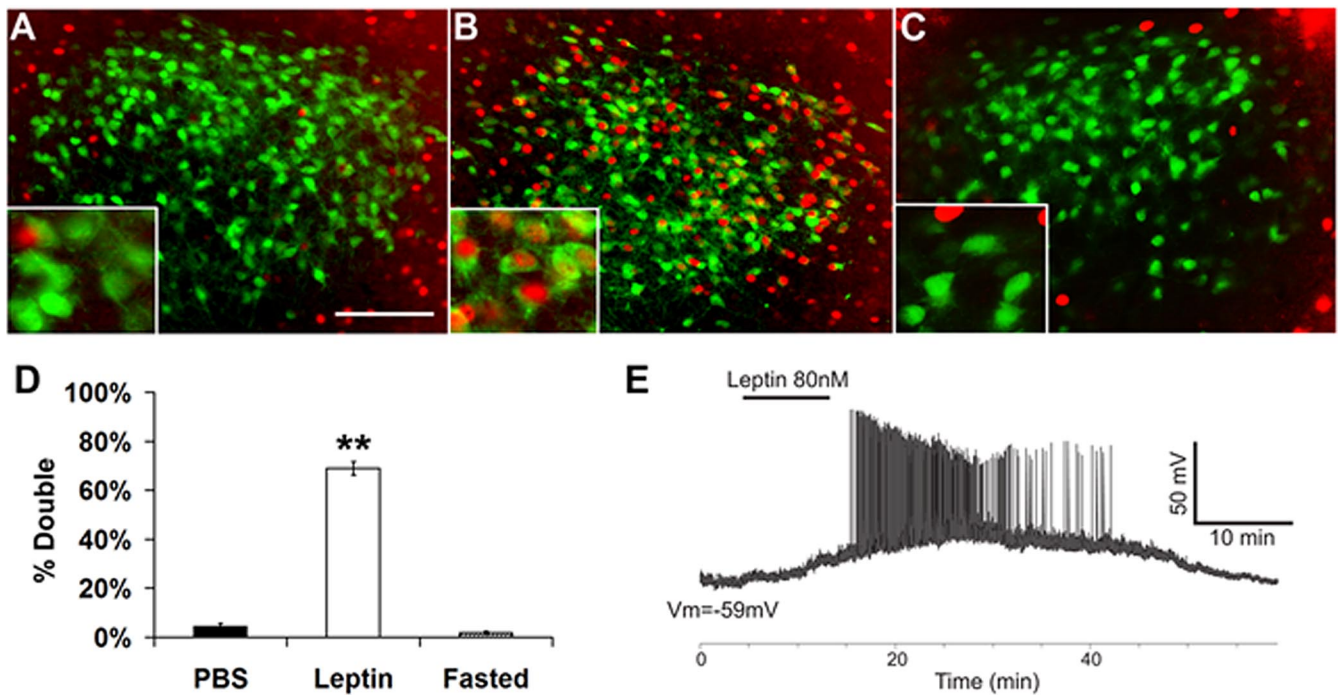 A
B
C
D
100%
80%
60%
40%
20%
0%
% Double
**
PBS
Leptin
Fasted
E
Leptin 80nM
50 mV
10 min
Vm=-59mV
0
20
40
Time (min)